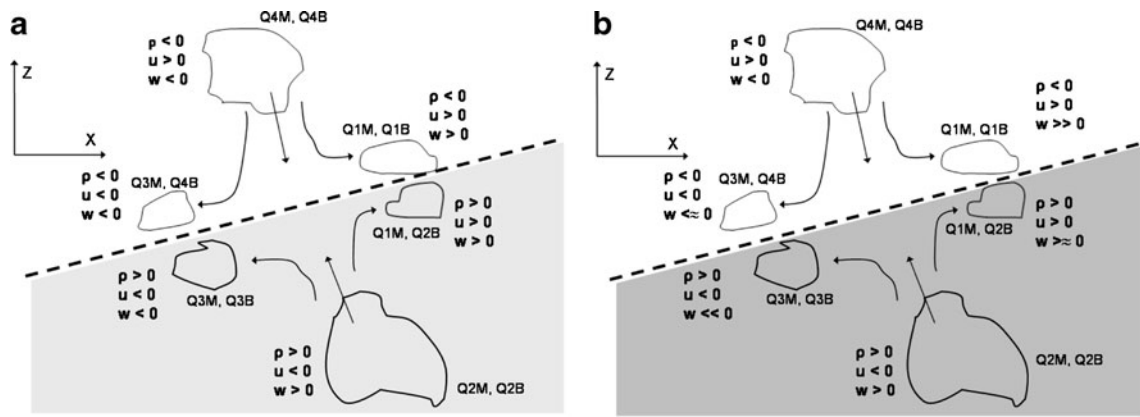 a
Q4M, Q4B
ρ < 0
u > 0
w < 0
Z
X
Q1M, Q1B
ρ < 0
u > 0
w > 0
Q3M, Q4B
ρ < 0
u < 0
w < 0
Q1M, Q2B
ρ > 0
u > 0
w > 0
Q3M, Q3B
ρ > 0
u < 0
w < 0
ρ > 0
u < 0
w > 0
Q2M, Q2B
b
Q4M, Q4B
ρ < 0
u > 0
w < 0
Z
X
Q1M, Q1B
ρ < 0
u > 0
w >> 0
Q3M, Q4B
ρ < 0
u < 0
w <≈ 0
Q1M, Q2B
ρ > 0
u > 0
w >≈ 0
Q3M, Q3B
ρ > 0
u < 0
w << 0
ρ > 0
u < 0
w > 0
Q2M, Q2B